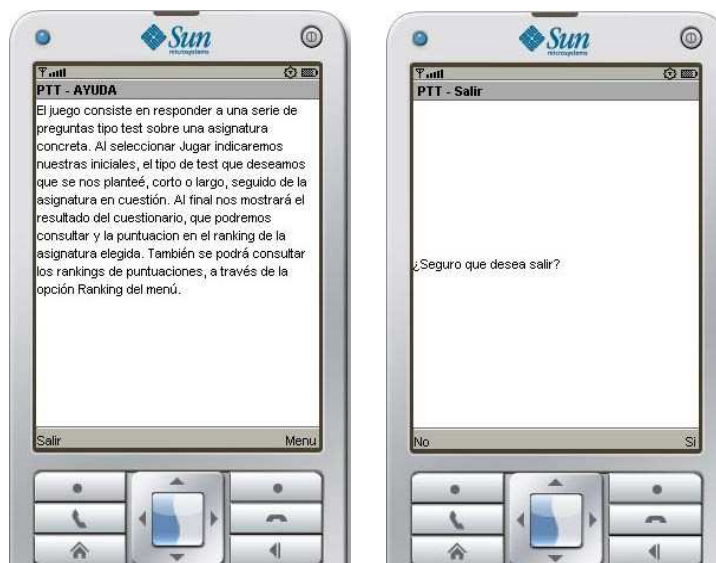 Sun
microsystems
PTT - AYUDA
El juego consiste en responder a una serie de
preguntas tipo test sobre una asignatura
concreta. Al seleccionar Jugar indicaremos
nuestras iniciales, el tipo de test que deseamos
que se nos planteé, corto o largo, seguido de la
asignatura en cuestión. Al final nos mostrará el
resultado del cuestionario, que podremos
consultar y la puntuacion en el ranking de la
asignatura elegida. También se podrá consultar
los rankings de puntuaciones, a través de la
opción Ranking del menú.
Salir Menu
Sun
microsystems
PTT - Salir
¿Seguro que desea salir?
No Si